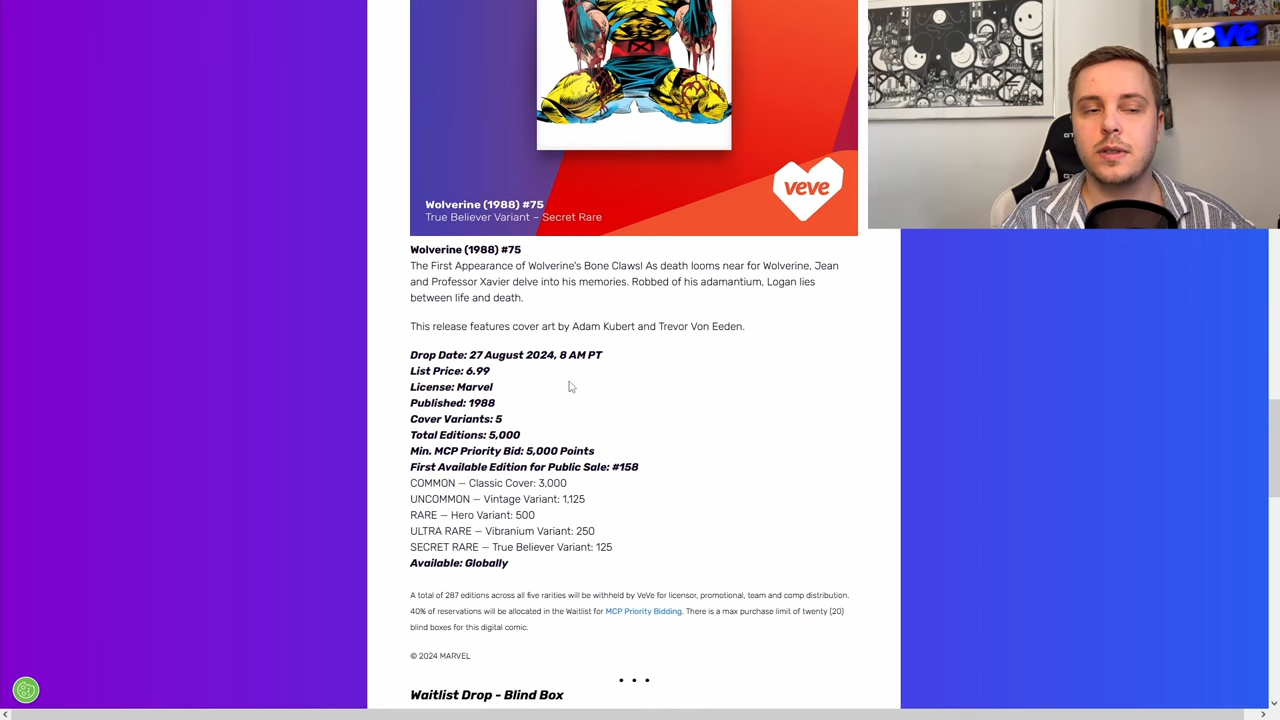 veve
veve
Wolverine (1988) #75
True Believer Variant – Secret Rare
Wolverine (1988) #75
The First Appearance of Wolverine's Bone Claws! As death looms near for Wolverine, Jean
and Professor Xavier delve into his memories. Robbed of his adamantium, Logan lies
between life and death.
This release features cover art by Adam Kubert and Trevor Von Eeden.
Drop Date: 27 August 2024, 8 AM PT
List Price: 6.99
License: Marvel
Published: 1988
Cover Variants: 5
Total Editions: 5,000
Min. MCP Priority Bid: 5,000 Points
First Available Edition for Public Sale: #158
COMMON — Classic Cover: 3,000
UNCOMMON — Vintage Variant: 1,125
RARE — Hero Variant: 500
ULTRA RARE — Vibranium Variant: 250
SECRET RARE — True Believer Variant: 125
Available: Globally
A total of 287 editions across all five rarities will be withheld by VeVe for licensor, promotional, team and comp distribution.
40% of reservations will be allocated in the Waitlist for MCP Priority Bidding. There is a max purchase limit of twenty (20)
blind boxes for this digital comic.
© 2024 MARVEL
• • •
Waitlist Drop - Blind Box